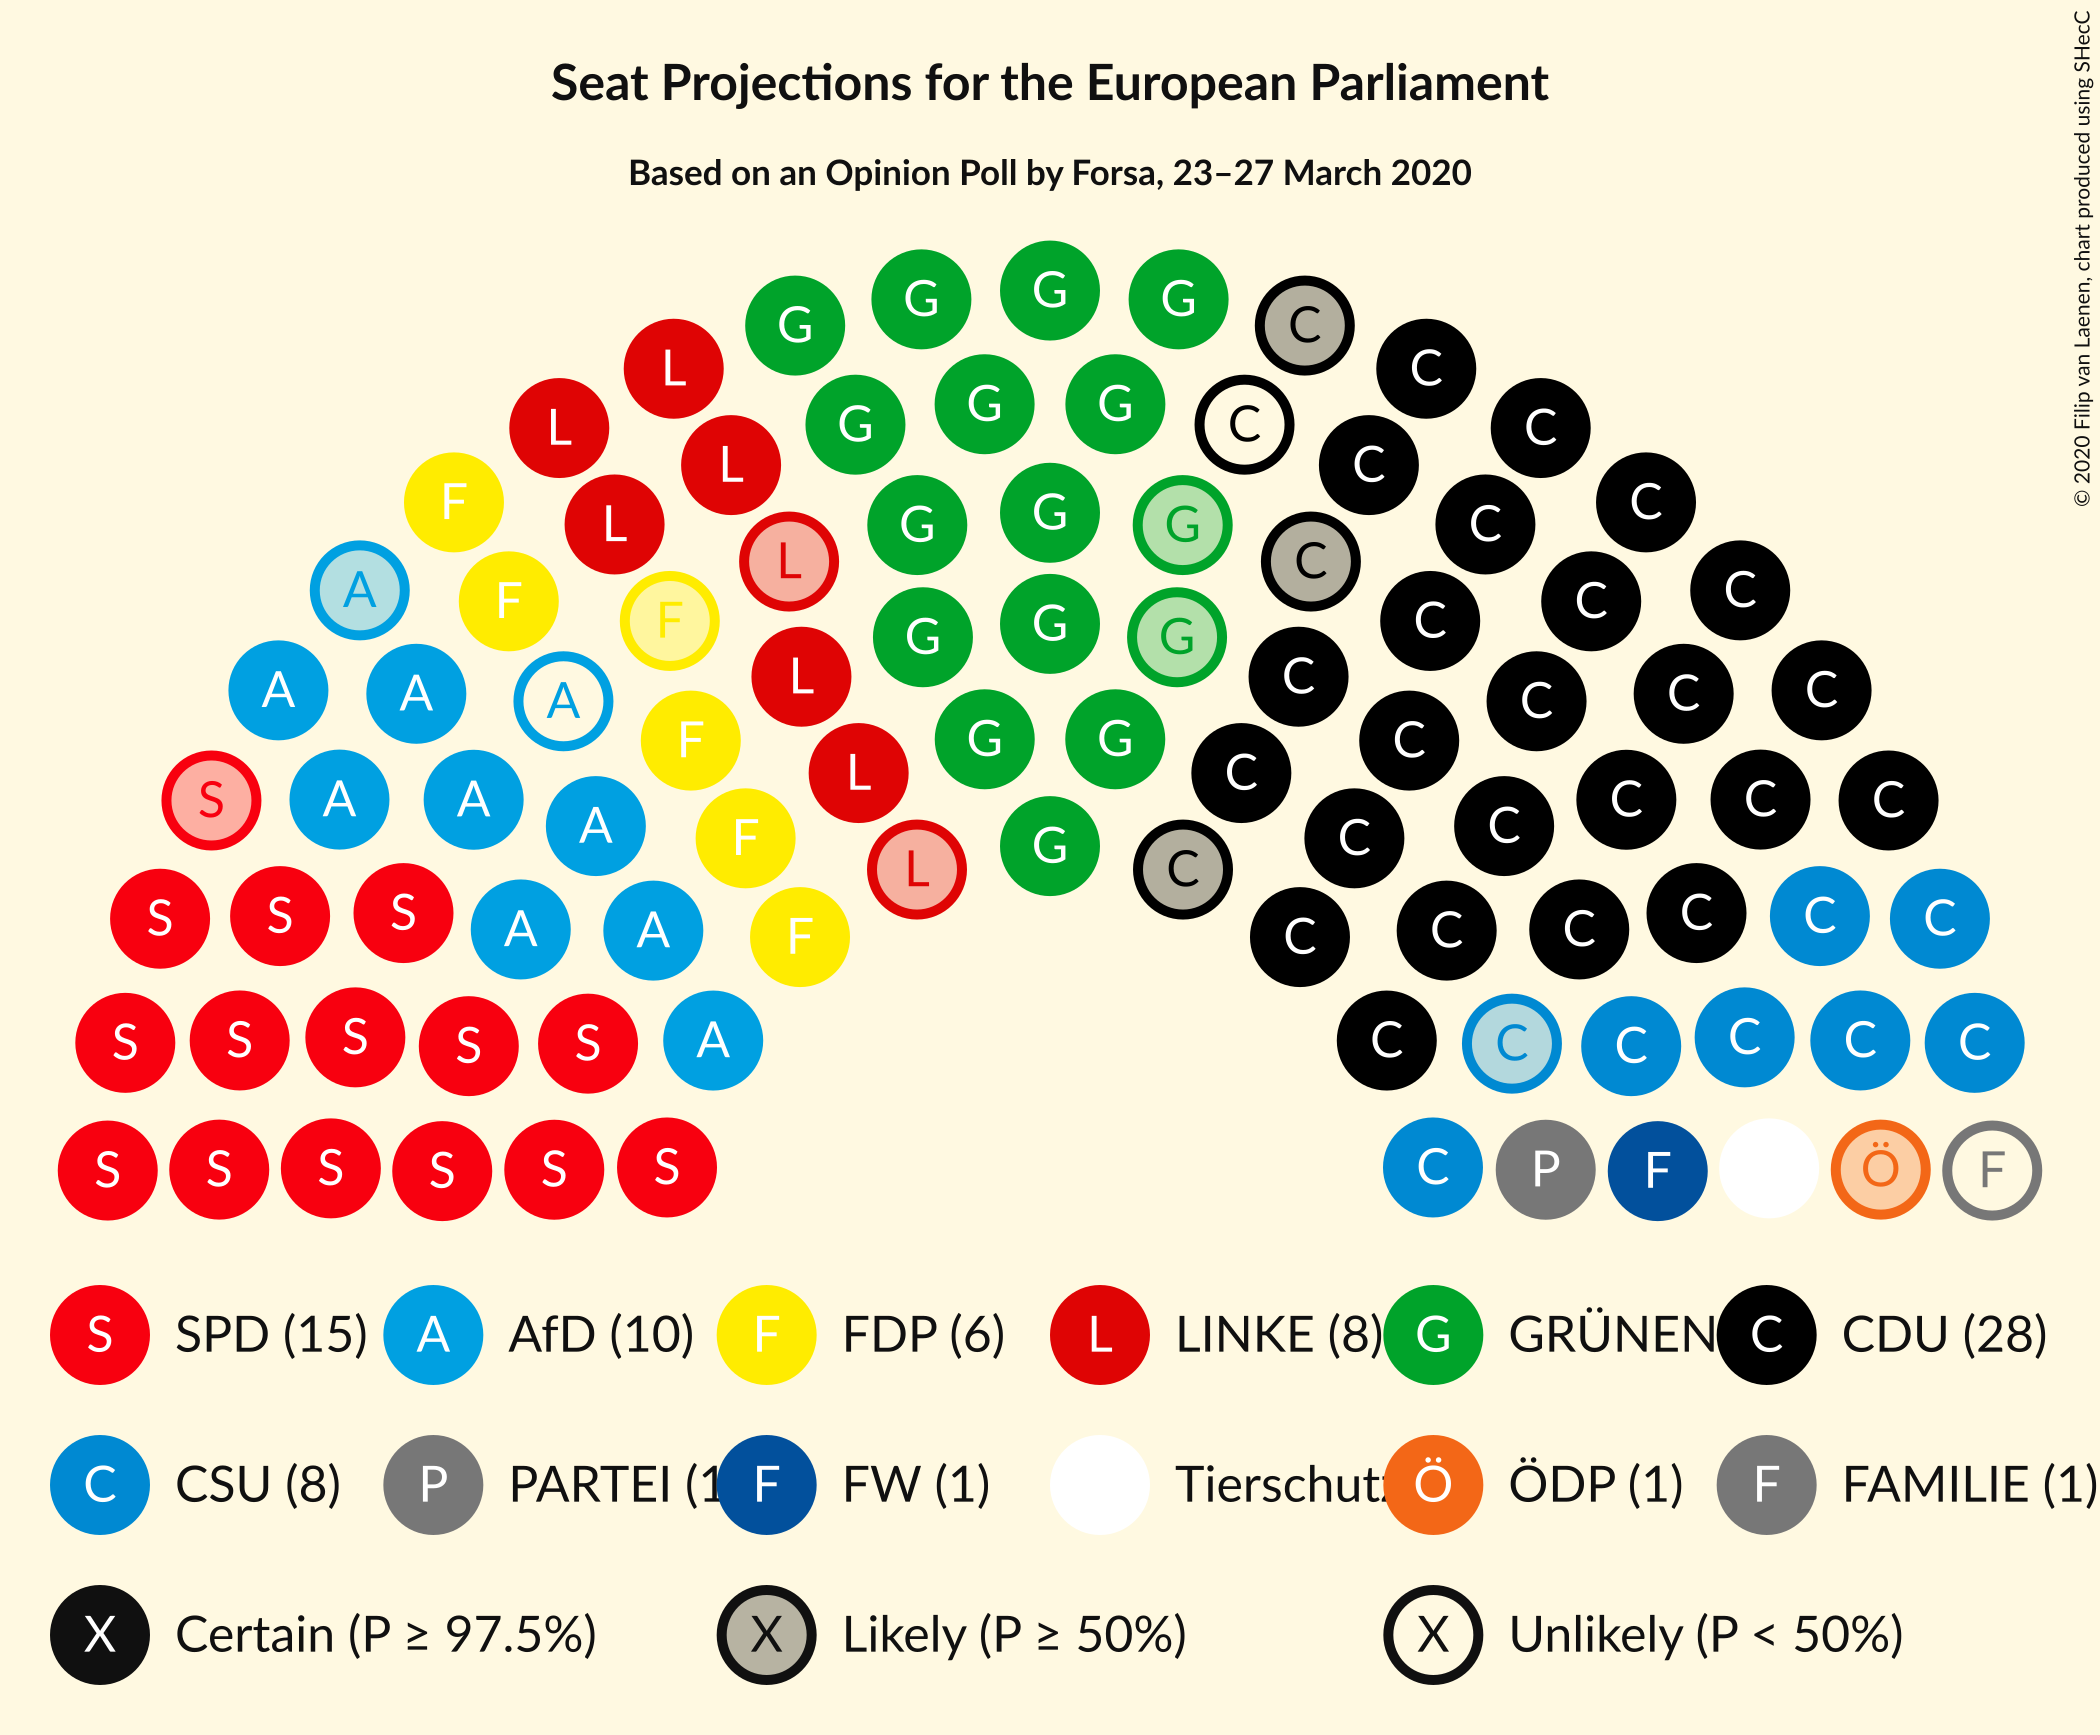 Seat Projections for the European Parliament
Based on an Opinion Poll by Forsa, 23–27 March 2020
© 2020 Filip van Laenen, chart produced using SHecC
G G G G C
L G G G C C
L L G G G C C
F L L G G C C
A F F L G G C C C
A A A F L G G C C C C
S A A A F L G C C C C C C
S S S A A F C C C C C C
S S S S S A C C C C C C
S S S S S S C P F Ö F
S SPD (15) A AfD (10) F FDP (6) L LINKE (8) G GRÜNEN C CDU (28)
C CSU (8) P PARTEI (1 F FW (1) Tierschutz Ö ÖDP (1) F FAMILIE (1)
X Certain (P ≥ 97.5%) X Likely (P ≥ 50%) X Unlikely (P < 50%)